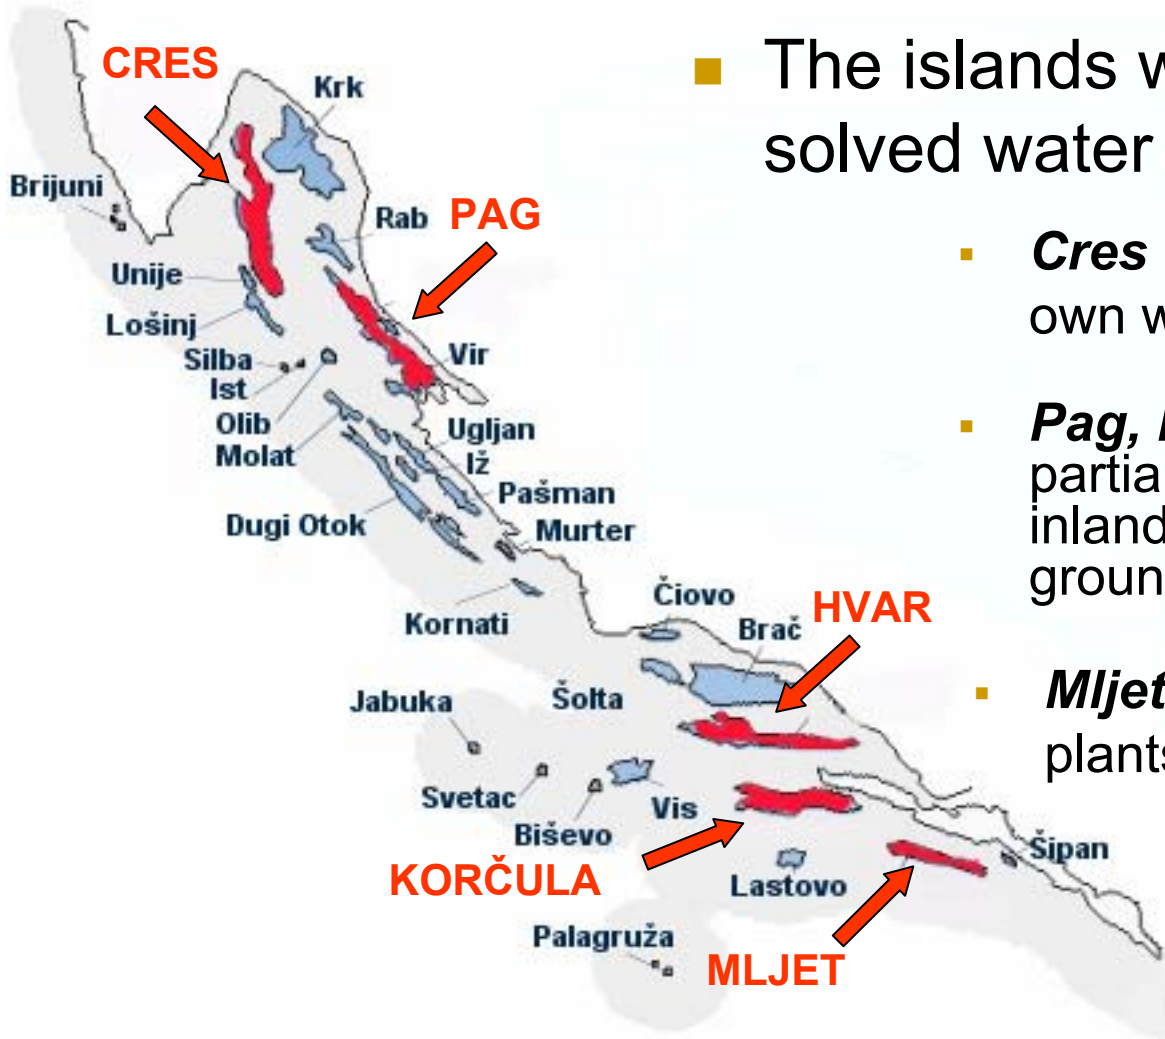 CRES
Krk
Brijuni
Rab
PAG
Unije
Lošinj
Silba
Ist
Vir
Olib
Molat
Ugljan
Iž
Pašman
Dugi Otok
Murter
Kornati
Čiovo
HVAR
Brač
Jabuka
Šolta
Svetac
Vis
Biševo
KORČULA
Lastovo
Šipan
Palagruža
MLJET
The islands w
solved water
Cres
own w
Pag,
partia
inland
groun
Mljet
plants